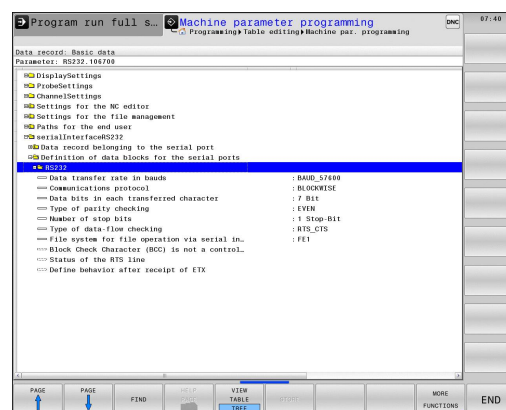 Program run full s…
Machine parameter programming
Programming▸Table editing▸Machine par. programming
DNC
07:40
Data record: Basic data
Parameter: RS232.106700
DisplaySettings
ProbeSettings
ChannelSettings
Settings for the NC editor
Settings for the file management
Paths for the end user
serialInterfaceRS232
Data record belonging to the serial port
Definition of data blocks for the serial ports
RS232
Data transfer rate in bauds : BAUD_57600
Communications protocol : BLOCKWISE
Data bits in each transferred character : 7 Bit
Type of parity checking : EVEN
Number of stop bits : 1 Stop-Bit
Type of data-flow checking : RTS_CTS
File system for file operation via serial in… : FE1
Block Check Character (BCC) is not a control…
Status of the RTS line
Define behavior after receipt of ETX
PAGE
PAGE
FIND
VIEW
TABLE
TREE
MORE
FUNCTIONS
END